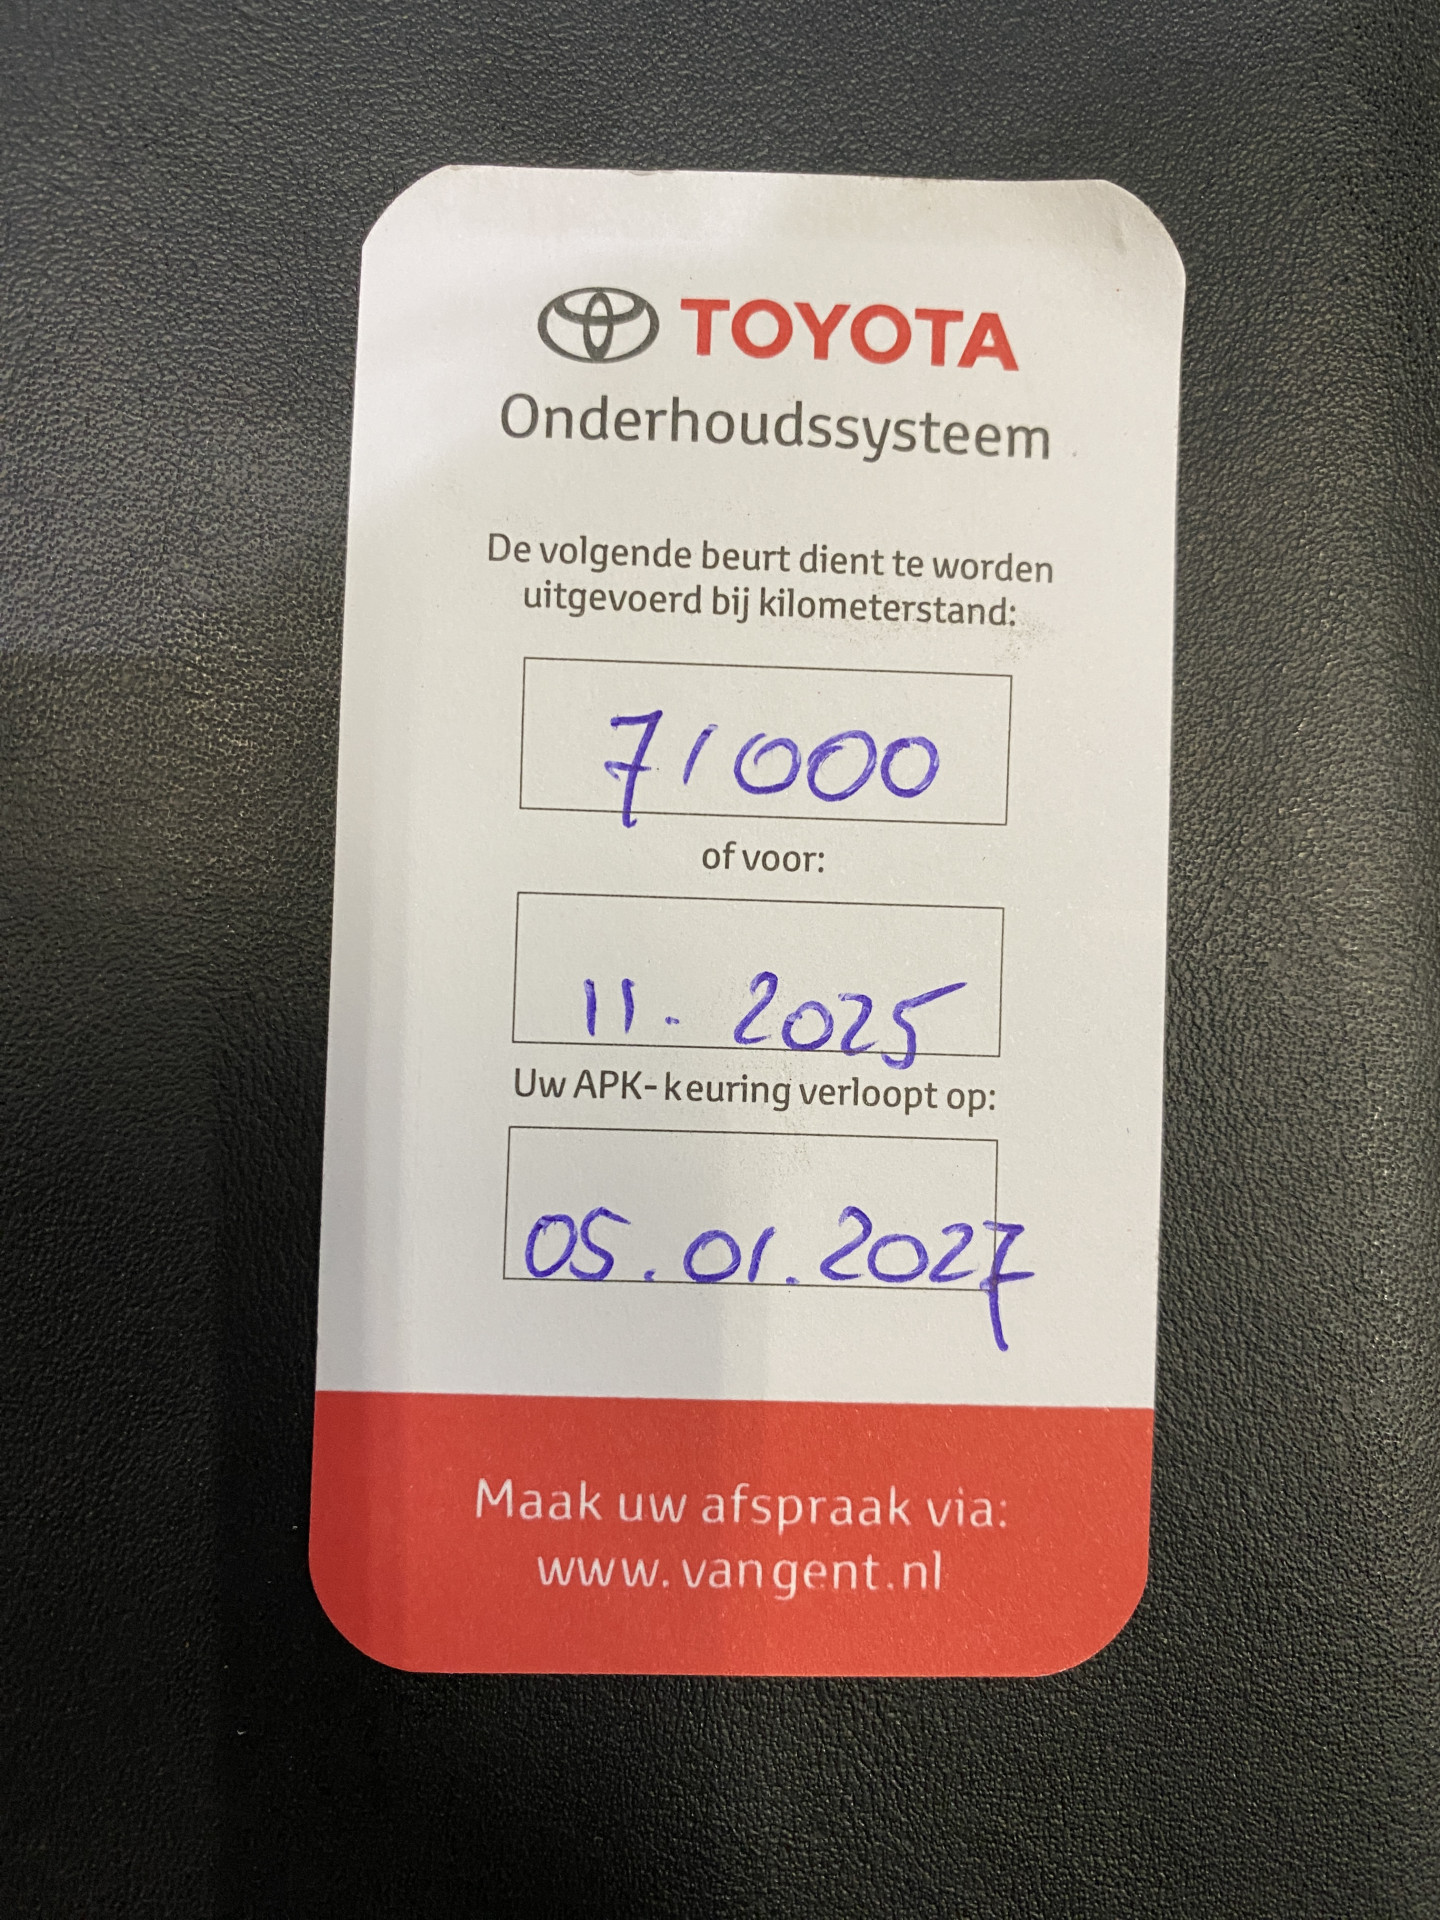 TOYOTA
Onderhoudssysteem
De volgende beurt dient te worden
uitgevoerd bij kilometerstand:
71000
of voor:
11. 2025
Uw APK-keuring verloopt op:
05.01.2027
Maak uw afspraak via:
www.vangent.nl